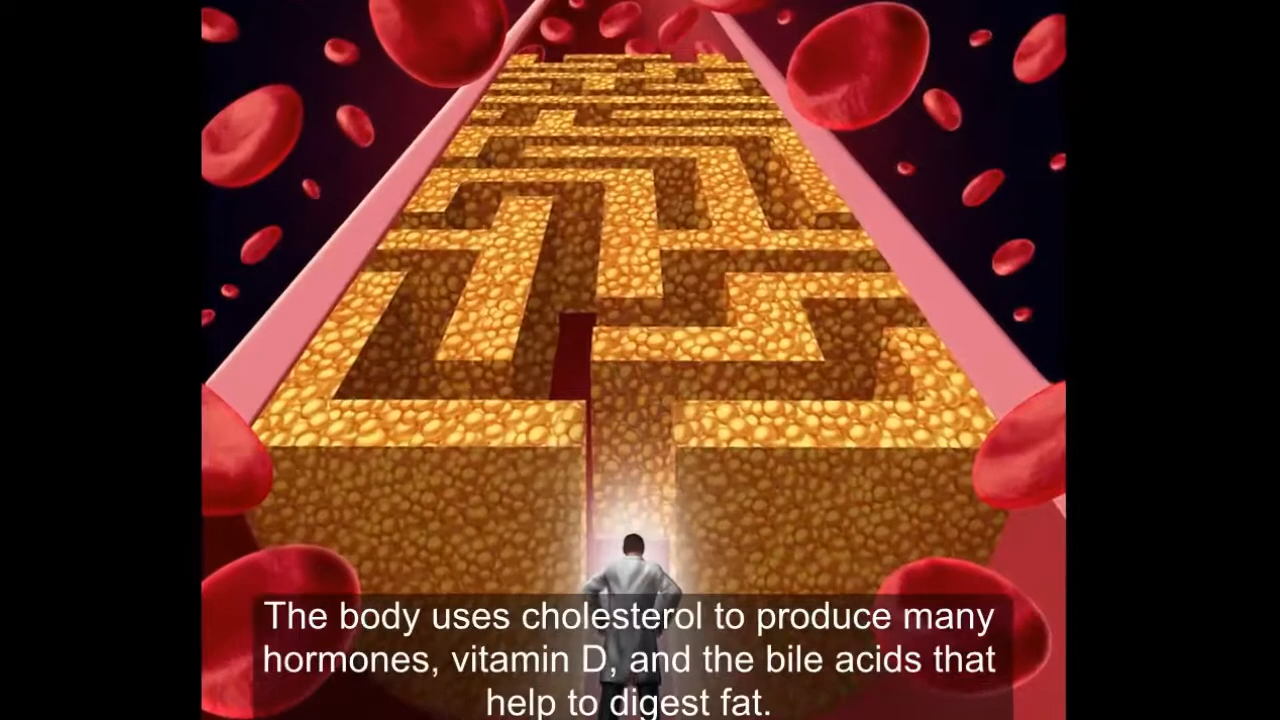 The body uses cholesterol to produce many
hormones, vitamin D, and the bile acids that
help to digest fat.